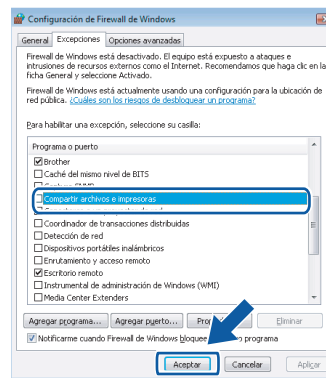 Configuración de Firewall de Windows
General Excepciones Opciones avanzadas
Firewall de Windows está desactivado. El equipo está expuesto a ataques e
intrusiones de recursos externos como el Internet. Recomendamos que haga clic en la
ficha General y seleccione Activado.
Firewall de Windows está actualmente usando una configuración para la ubicación de
red pública. ¿Cuáles son los riesgos de desbloquear un programa?
Para habilitar una excepción, seleccione su casilla:
Programa o puerto
Brother
Caché del mismo nivel de BITS
Compartir archivos e impresoras
Coordinador de transacciones distribuidas
Detección de red
Dispositivos portátiles inalámbricos
Enrutamiento y acceso remoto
Escritorio remoto
Instrumental de administración de Windows (WMI)
Media Center Extenders
Agregar programa... Agregar puerto... Eliminar
Notificarme cuando Firewall de Windows bloquee programa
Aceptar Cancelar Aplicar